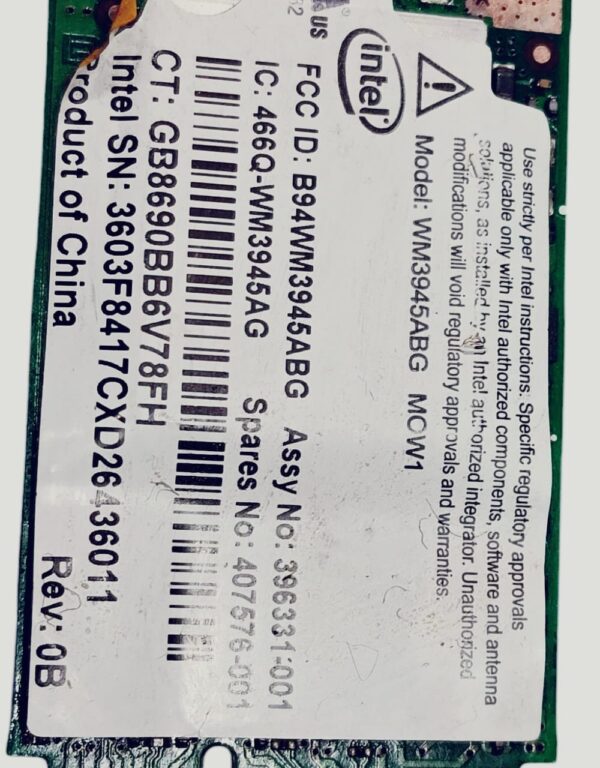 Use strictly per Intel instructions: Specific regulatory approvals
applicable only with Intel authorized components, software and antenna
solutions, as installed by an Intel authorized integrator. Unauthorized
modifications will void regulatory approvals and warranties.
intel
Model: WM3945ABG MOW1
US
FCC ID: B94WM3945ABG Assy No: 396331-001
IC: 466Q-WM3945AG Spares No: 407576-001
CT: GB8690BB6V78FH
Intel SN: 3603F8417CXD26436011
Product of China Rev: 0B